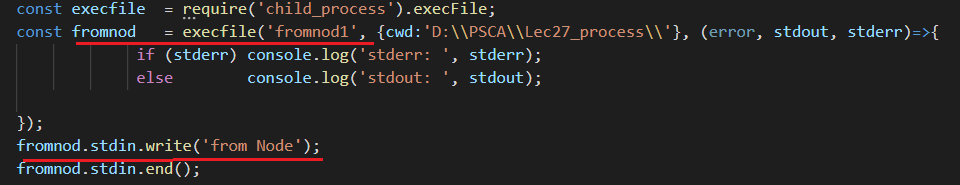 const execfile = require('child_process').execFile;
const fromnod = execfile('fromnod1', {cwd:'D:\\PSCA\\Lec27_process\\'}, (error, stdout, stderr)=>{
if (stderr) console.log('stderr: ', stderr);
else console.log('stdout: ', stdout);
});
fromnod.stdin.write('from Node');
fromnod.stdin.end();